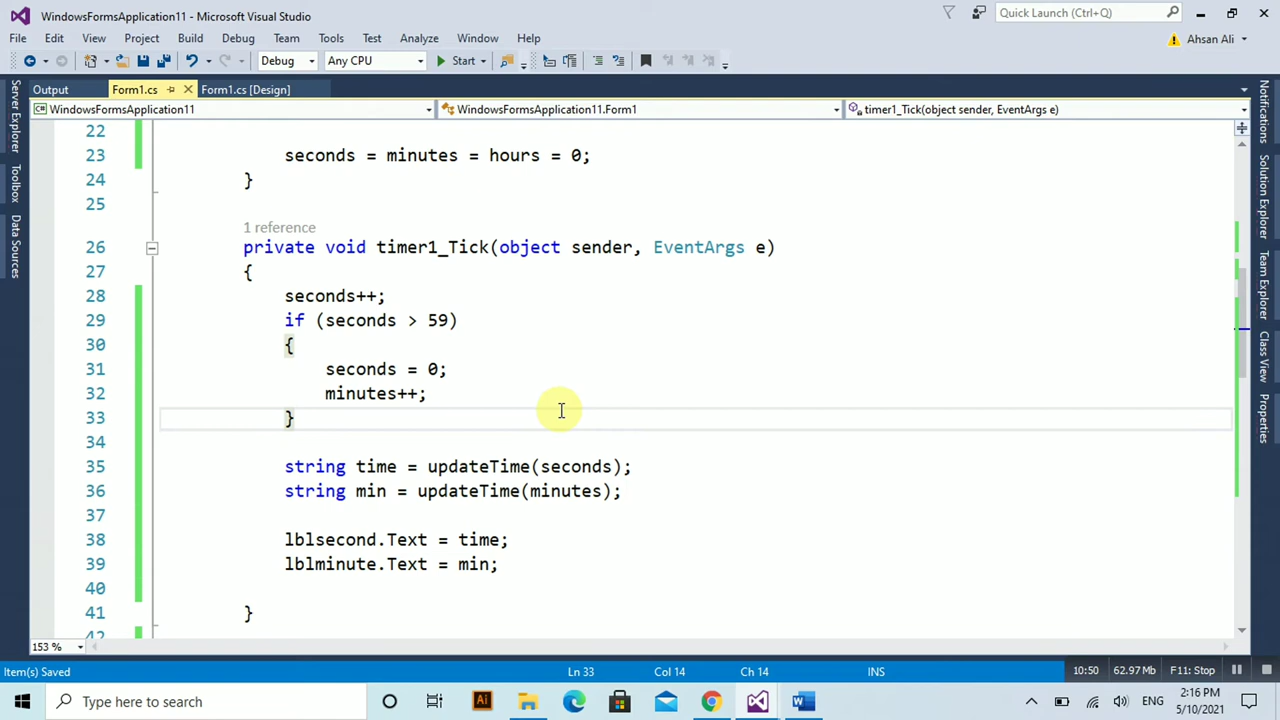 WindowsFormsApplication11 - Microsoft Visual Studio
Quick Launch (Ctrl+Q)
File Edit View Project Build Debug Team Tools Test Analyze Window Help
Ahsan Ali
Debug Any CPU Start
Output Form1.cs Form1.cs [Design]
WindowsFormsApplication11 WindowsFormsApplication11.Form1 timer1_Tick(object sender, EventArgs e)
Server Explorer
Toolbox
Data Sources
22
23 seconds = minutes = hours = 0;
24 }
25
1 reference
26 private void timer1_Tick(object sender, EventArgs e)
27 {
28 seconds++;
29 if (seconds > 59)
30 {
31 seconds = 0;
32 minutes++;
33 }
34
35 string time = updateTime(seconds);
36 string min = updateTime(minutes);
37
38 lblsecond.Text = time;
39 lblminute.Text = min;
40
41 }
42
Notifications
Solution Explorer
Team Explorer
Class View
Properties
153 %
Item(s) Saved Ln 33 Col 14 Ch 14 INS 10:50 62.97 Mb F11: Stop
Type here to search
ENG
2:16 PM
5/10/2021